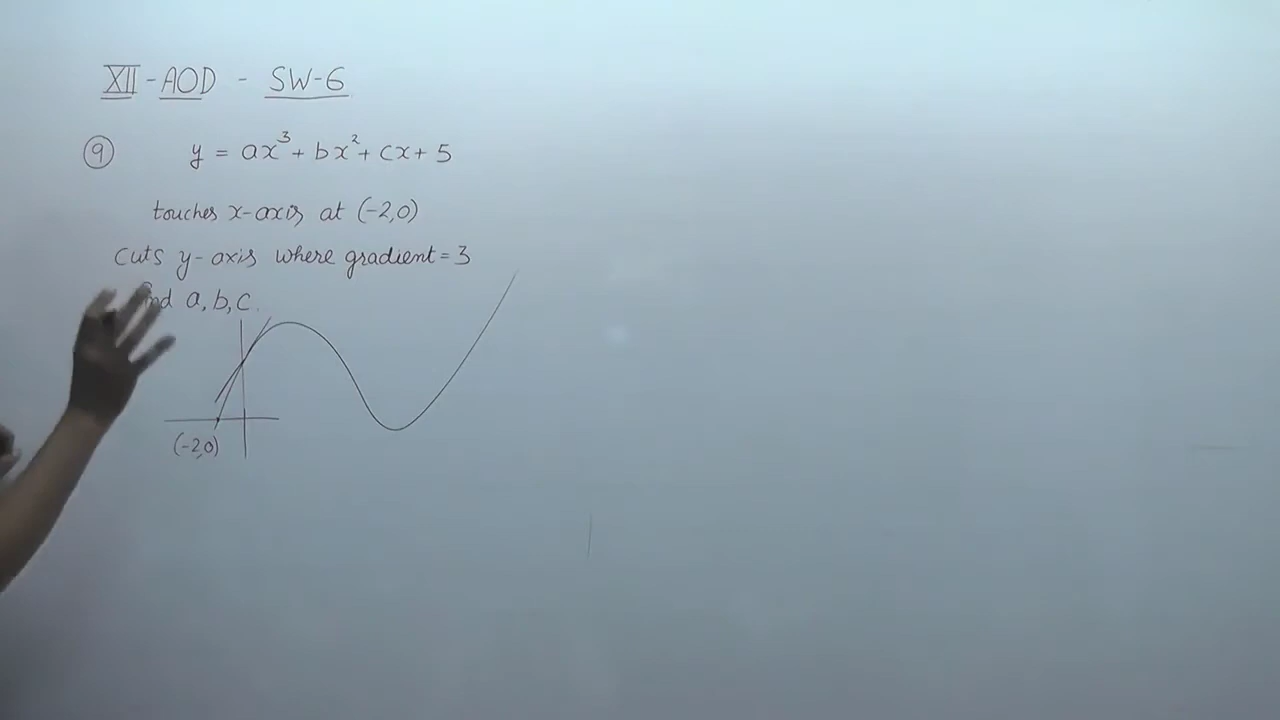 XII - AOD - SW-6
9 y = ax³ + bx² + cx + 5
touches x-axis at (-2,0)
cuts y-axis where gradient = 3
a, b, c.
(-2,0)